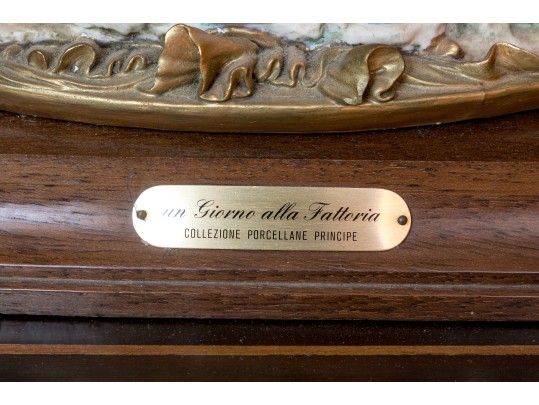 un Giorno alla Fattoria
COLLEZIONE PORCELLANE PRINCIPE